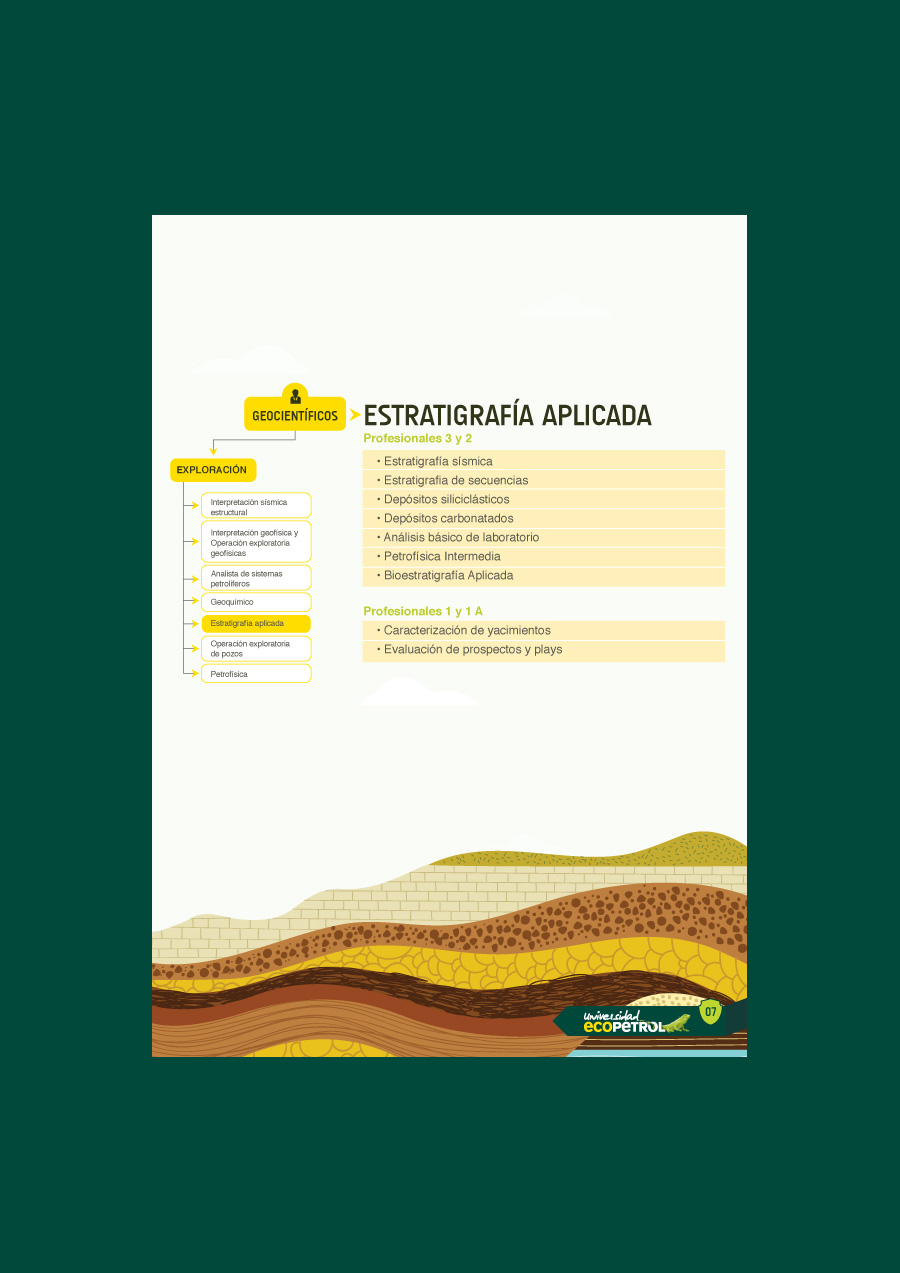 GEOCIENTÍFICOS
EXPLORACIÓN
Interpretación sísmica
estructural
Interpretación geofísica y
Operación exploratoria
geofísicas
Analista de sistemas
petrolíferos
Geoquímico
Estratigrafía aplicada
Operación exploratoria
de pozos
Petrofísica
ESTRATIGRAFÍA APLICADA
Profesionales 3 y 2
• Estratigrafía sísmica
• Estratigrafia de secuencias
• Depósitos siliciclásticos
• Depósitos carbonatados
• Análisis básico de laboratorio
• Petrofísica Intermedia
• Bioestratigrafía Aplicada
Profesionales 1 y 1 A
• Caracterización de yacimientos
• Evaluación de prospectos y plays
universidad
ecopetrol
07